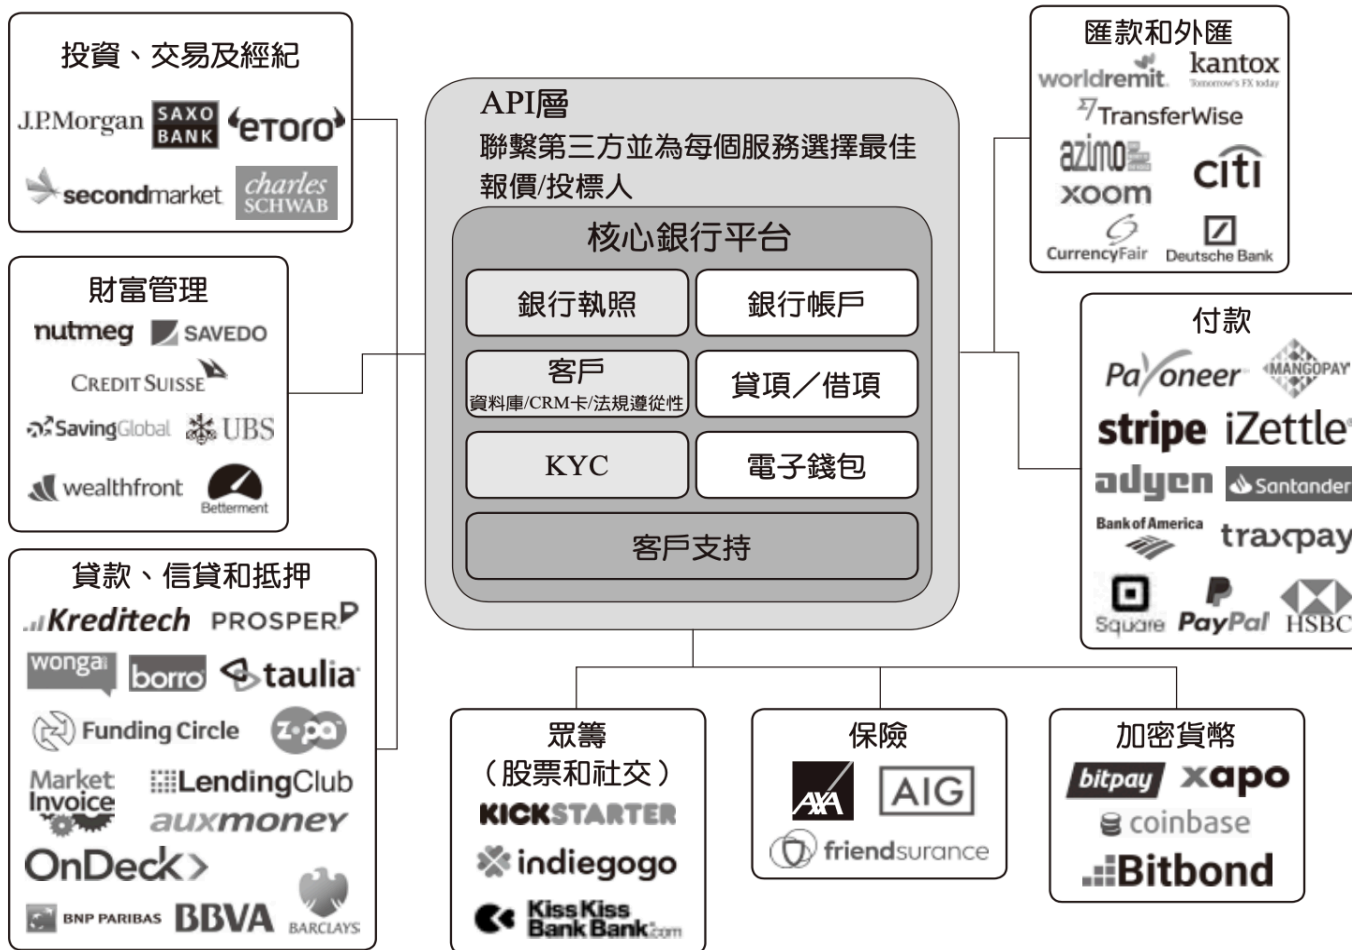 投資、交易及經紀
J.P.Morgan SAXO BANK eTORO
secondmarket charles SCHWAB
財富管理
nutmeg SAVEDO
CREDIT SUISSE
SavingGlobal UBS
wealthfront Betterment
貸款、信貸和抵押
Kreditech PROSPER
wonga borro taulia
Funding Circle zopa
Market Invoice LendingClub
auxmoney
OnDeck
BNP PARIBAS BBVA BARCLAYS
API層
聯繫第三方並為每個服務選擇最佳
報價/投標人
核心銀行平台
銀行執照 銀行帳戶
客戶
資料庫/CRM卡/法規遵從性
貸項／借項
KYC 電子錢包
客戶支持
眾籌
（股票和社交）
KICKSTARTER
indiegogo
KissKiss
BankBank.com
保險
AXA AIG
friendsurance
加密貨幣
bitpay xapo
coinbase
Bitbond
匯款和外匯
worldremit kantox
Tomorrow's FX today
TransferWise
azimo citi
xoom
CurrencyFair Deutsche Bank
付款
Payoneer MANGOPAY
stripe iZettle
adyen Santander
Bank of America traxpay
Square PayPal HSBC